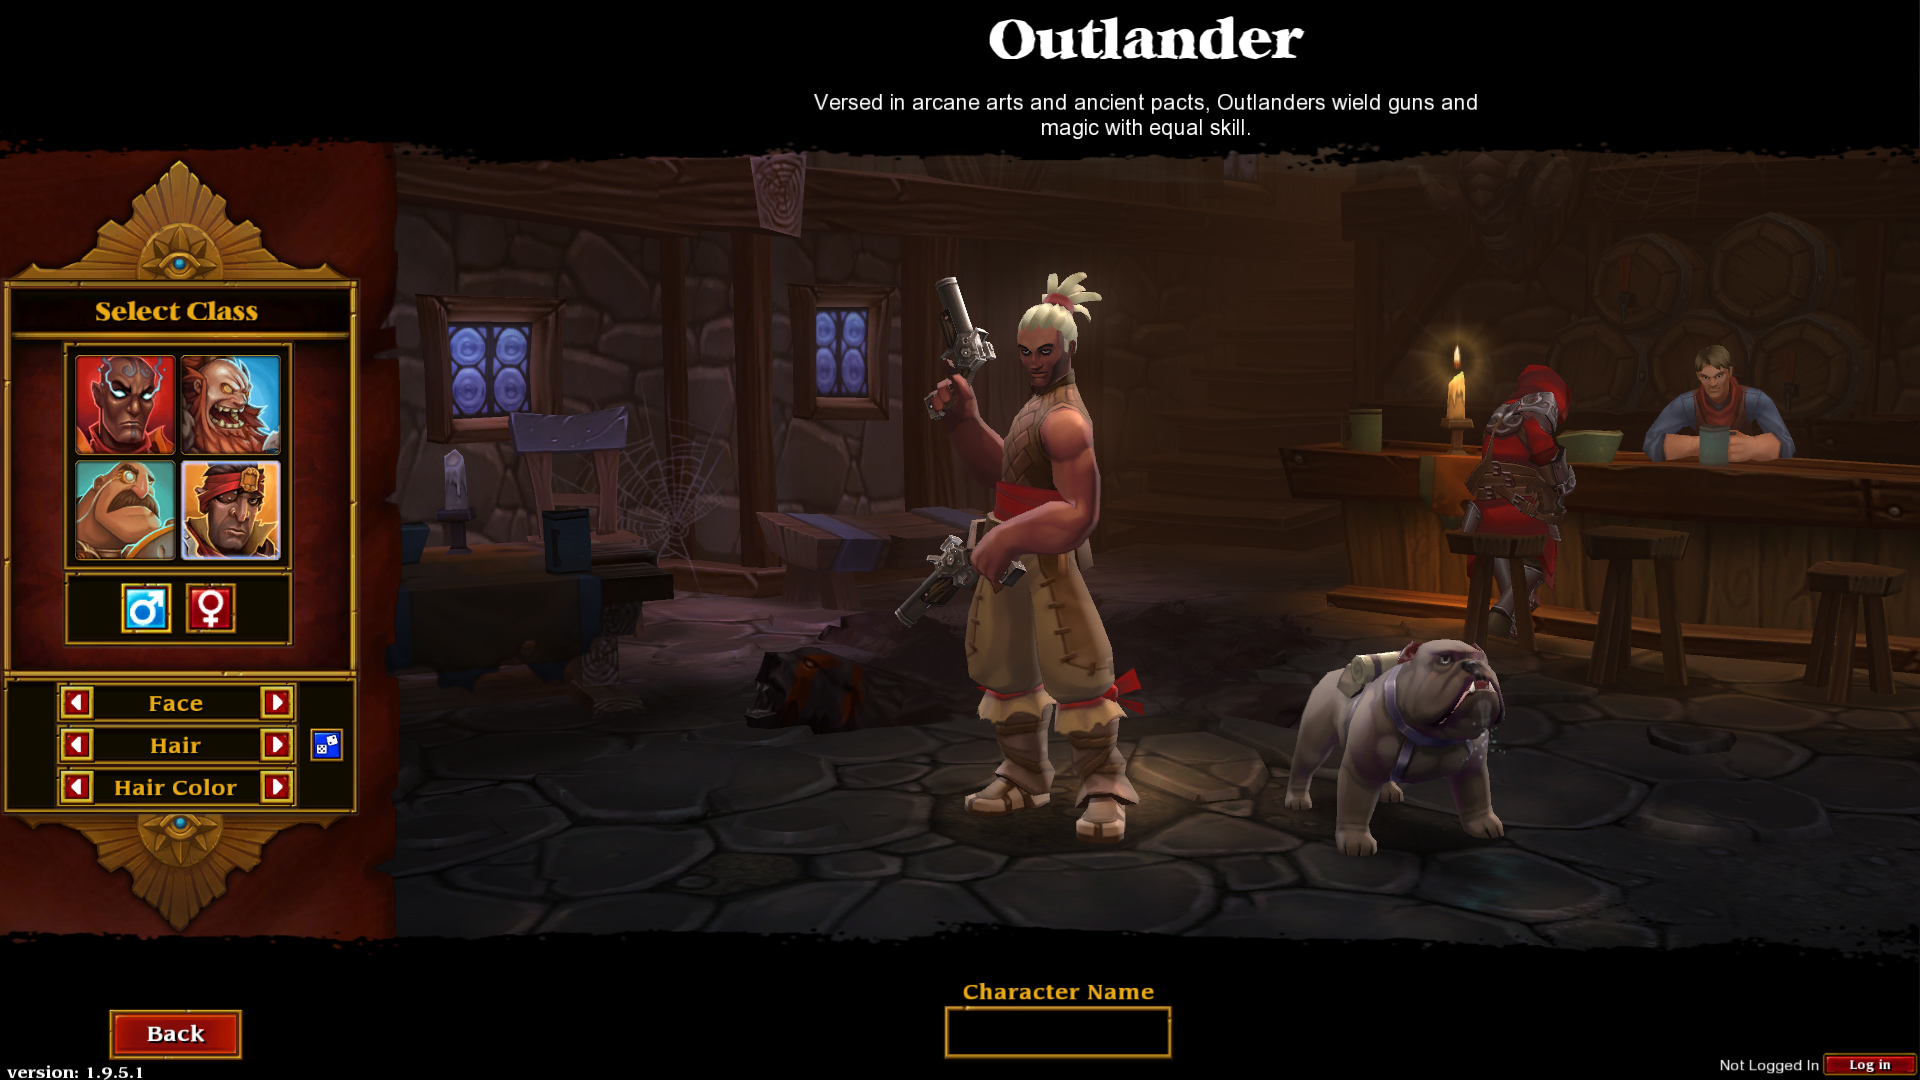 Outlander
Versed in arcane arts and ancient pacts, Outlanders wield guns and
magic with equal skill.
Select Class
Face
Hair
Hair Color
Character Name
Back
version: 1.9.5.1
Not Logged In
Log in